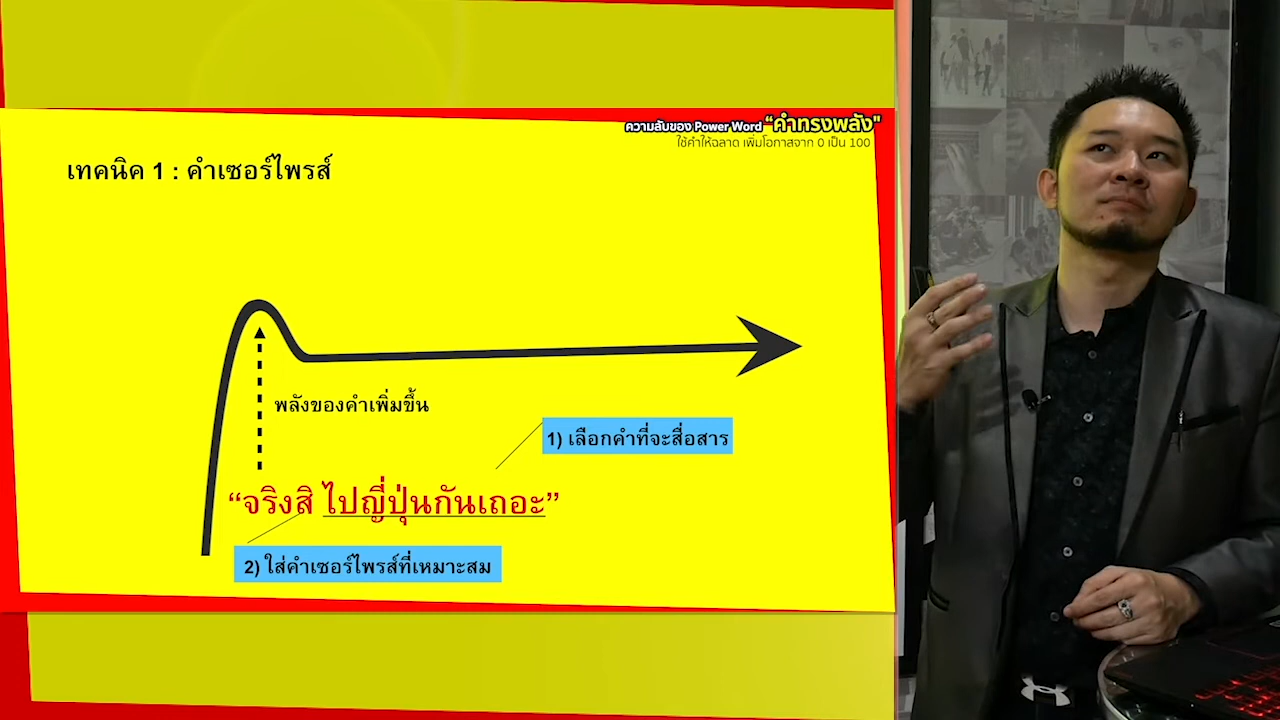 ความลับของ Power Word “คำทรงพลัง"
ใช้คำให้ฉลาด เพิ่มโอกาสจาก 0 เป็น 100
เทคนิค 1 : คำเซอร์ไพรส์
พลังของคำเพิ่มขึ้น
1) เลือกคำที่จะสื่อสาร
“จริงสิ ไปญี่ปุ่นกันเถอะ”
2) ใส่คำเซอร์ไพรส์ที่เหมาะสม